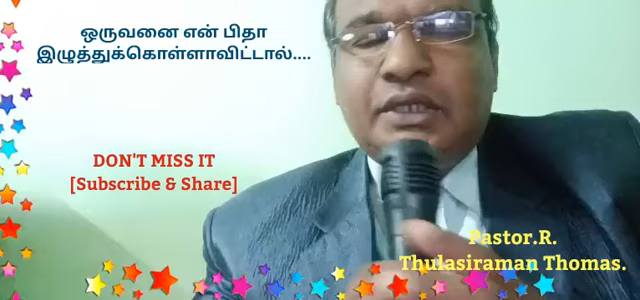 ஒருவனை என் பிதா
இழுத்துக்கொள்ளாவிட்டால்....
DON'T MISS IT
[Subscribe & Share]
Pastor.R.
Thulasiraman Thomas.